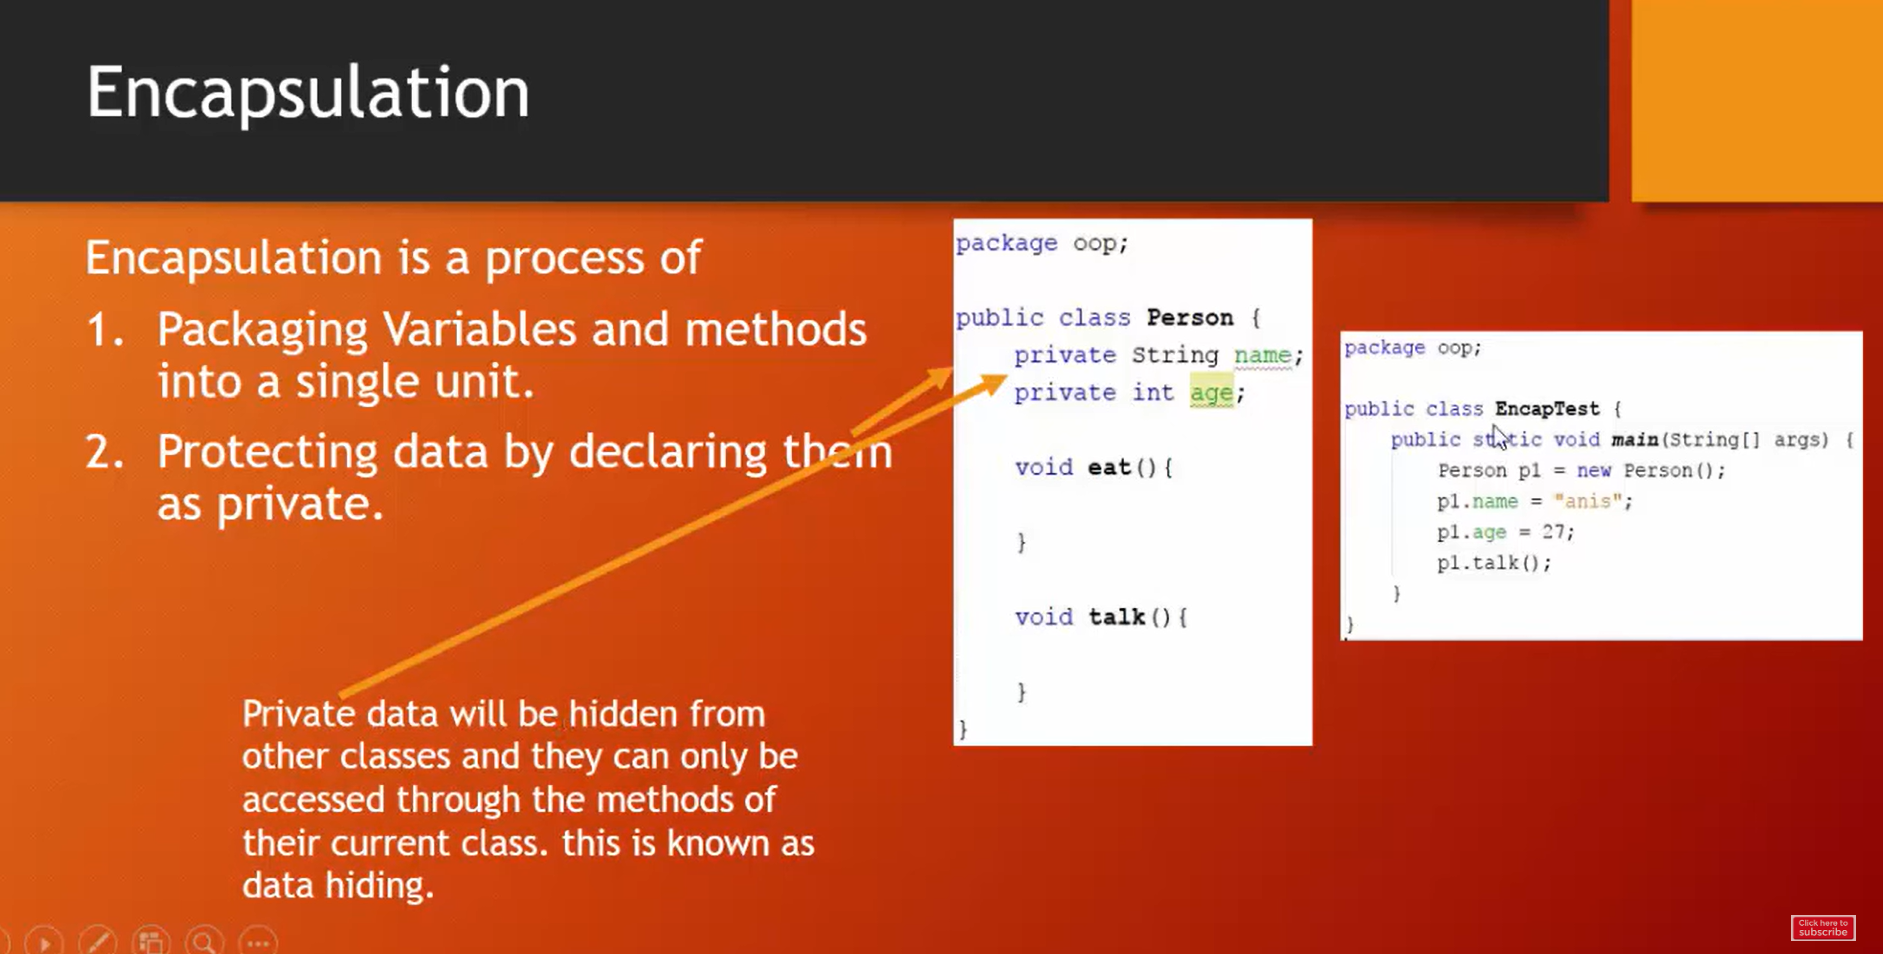 Encapsulation
Encapsulation is a process of
1. Packaging Variables and methods
into a single unit.
2. Protecting data by declaring them
as private.
Private data will be hidden from
other classes and they can only be
accessed through the methods of
their current class. this is known as
data hiding.
package oop;
public class Person {
private String name;
private int age;
void eat(){
}
void talk(){
}
}
package oop;
public class EncapTest {
public static void main(String[] args) {
Person p1 = new Person();
p1.name = "anis";
p1.age = 27;
p1.talk();
}
}
Click here to
subscribe